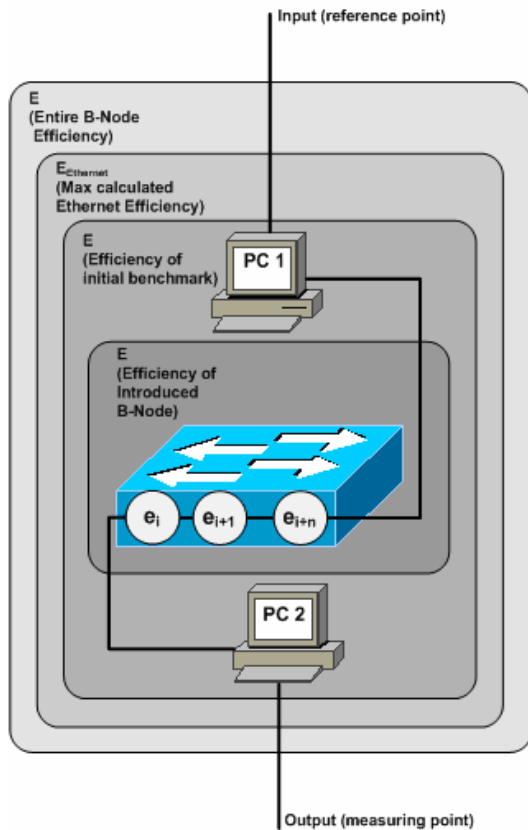 Input (reference point)
E
(Entire B-Node
Efficiency)
E Ethernet
(Max calculated
Ethernet Efficiency)
E
(Efficiency of
initial benchmark)
PC 1
E
(Efficiency of
Introduced
B-Node)
ei ei+1 ei+n
PC 2
Output (measuring point)